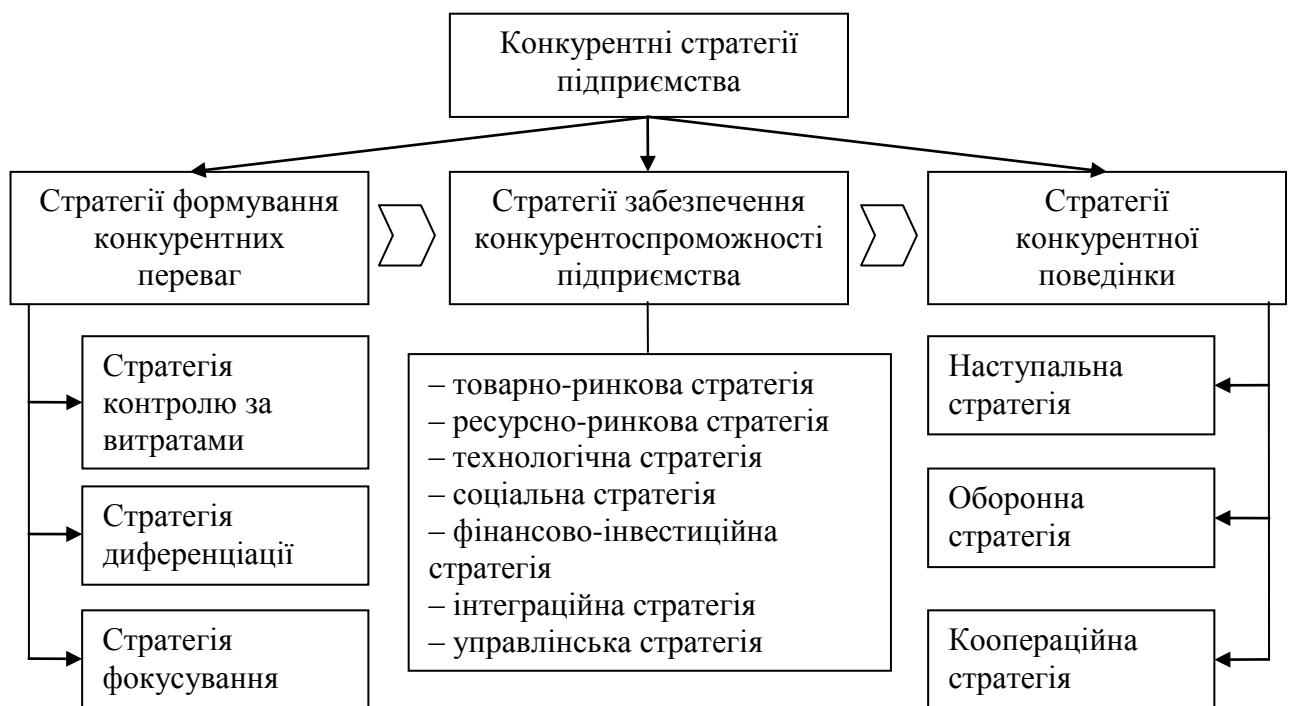 Конкурентні стратегії
підприємства
Стратегії формування
конкурентних
переваг
Стратегії забезпечення
конкурентоспроможності
підприємства
Стратегії
конкурентної
поведінки
Стратегія
контролю за
витратами
Стратегія
диференціації
Стратегія
фокусування
– товарно-ринкова стратегія
– ресурсно-ринкова стратегія
– технологічна стратегія
– соціальна стратегія
– фінансово-інвестиційна
стратегія
– інтеграційна стратегія
– управлінська стратегія
Наступальна
стратегія
Оборонна
стратегія
Коопераційна
стратегія